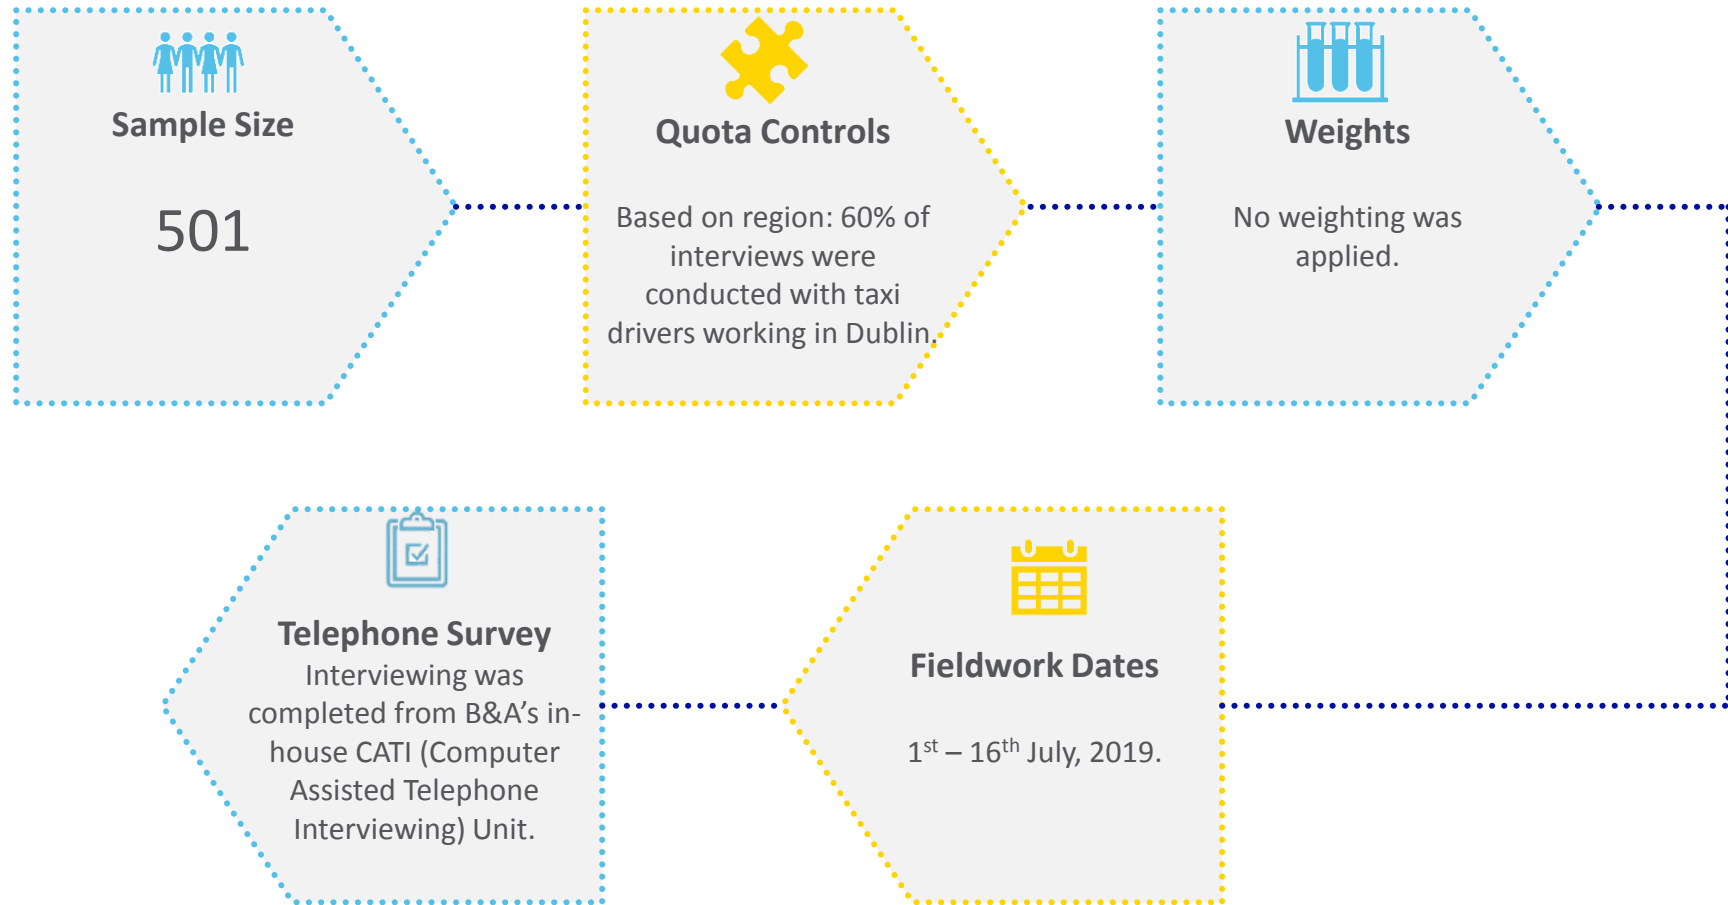 Sample Size
501
Quota Controls
Based on region: 60% of
interviews were
conducted with taxi
drivers working in Dublin.
Weights
No weighting was
applied.
Telephone Survey
Interviewing was
completed from B&A’s in-
house CATI (Computer
Assisted Telephone
Interviewing) Unit.
Fieldwork Dates
1st – 16th July, 2019.